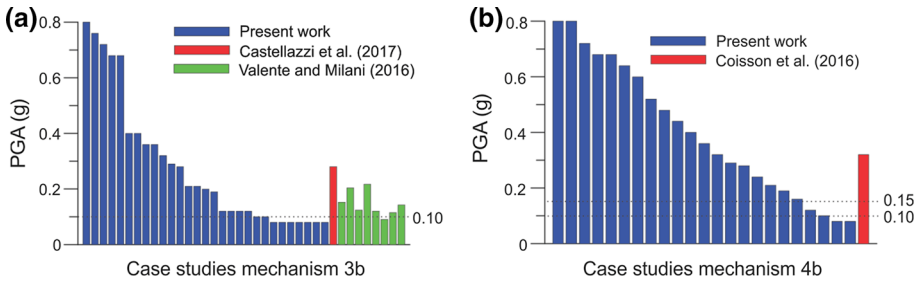 (a)
0.8
0.6
0.4
0.2
0
PGA (g)
Present work
Castellazzi et al. (2017)
Valente and Milani (2016)
0.10
Case studies mechanism 3b
(b)
0.8
0.6
0.4
0.2
0
PGA (g)
Present work
Coisson et al. (2016)
0.15
0.10
Case studies mechanism 4b